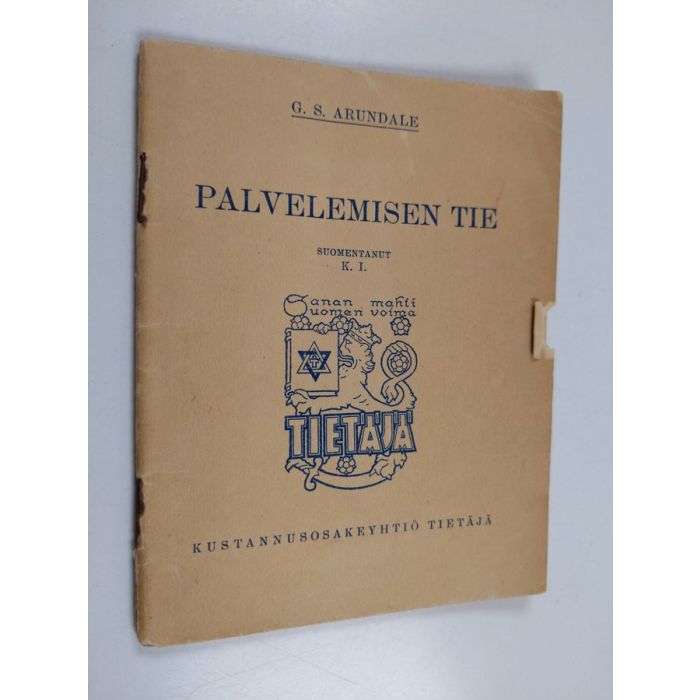 G. S. ARUNDALE
PALVELEMISEN TIE
SUOMENTANUT
K. I.
Sanan mahti
Suomen voima
TIETÄJÄ
KUSTANNUSOSAKEYHTIÖ TIETÄJÄ